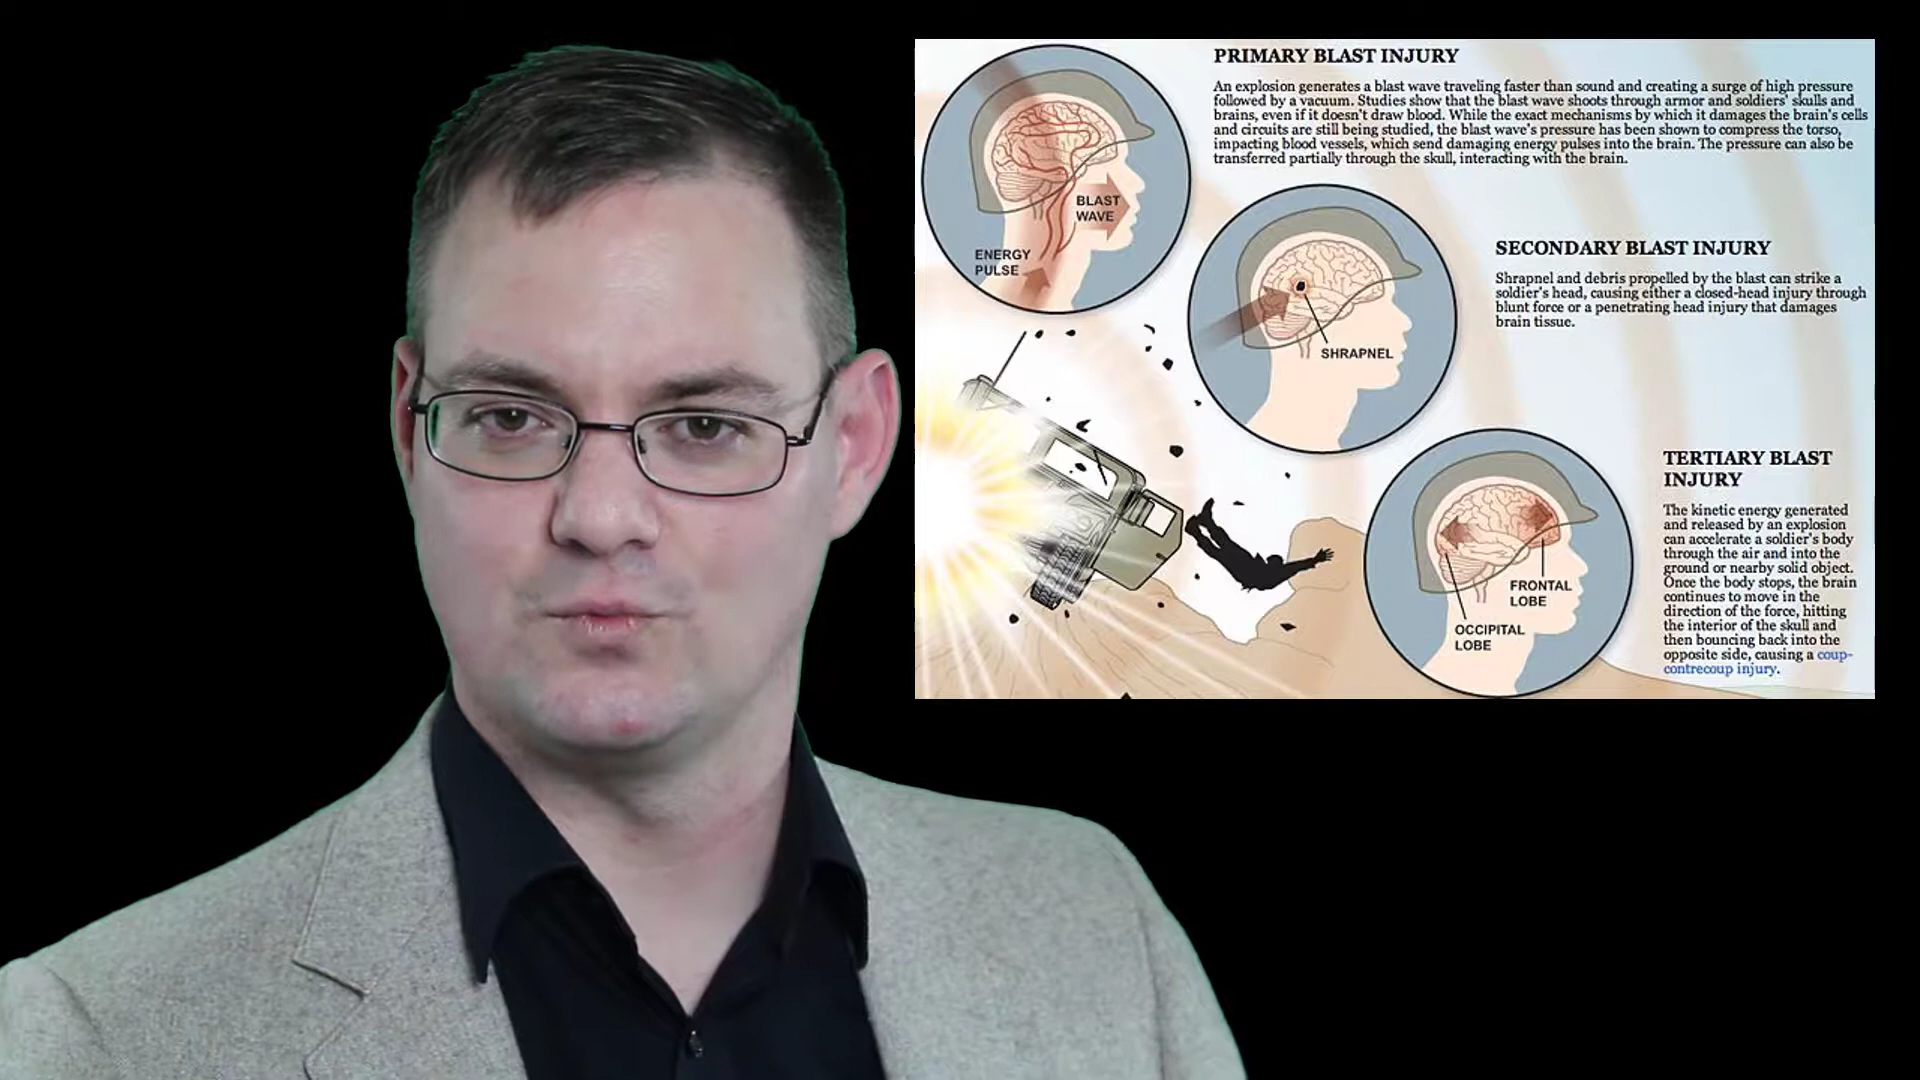 PRIMARY BLAST INJURY
An explosion generates a blast wave traveling faster than sound and creating a surge of high pressure
followed by a vacuum. Studies show that the blast wave shoots through armor and soldiers' skulls and
brains, even if it doesn't draw blood. While the exact mechanisms by which it damages the brain's cells
and circuits are still being studied, the blast wave's pressure has been shown to compress the torso,
impacting blood vessels, which send damaging energy pulses into the brain. The pressure can also be
transferred partially through the skull, interacting with the brain.
BLAST
WAVE
ENERGY
PULSE
SECONDARY BLAST INJURY
Shrapnel and debris propelled by the blast can strike a
soldier's head, causing either a closed-head injury through
blunt force or a penetrating head injury that damages
brain tissue.
SHRAPNEL
TERTIARY BLAST
INJURY
The kinetic energy generated
and released by an explosion
can accelerate a soldier's body
through the air and into the
ground or nearby solid object.
Once the body stops, the brain
continues to move in the
direction of the force, hitting
the interior of the skull and
then bouncing back into the
opposite side, causing a coup-
contrecoup injury.
FRONTAL
LOBE
OCCIPITAL
LOBE